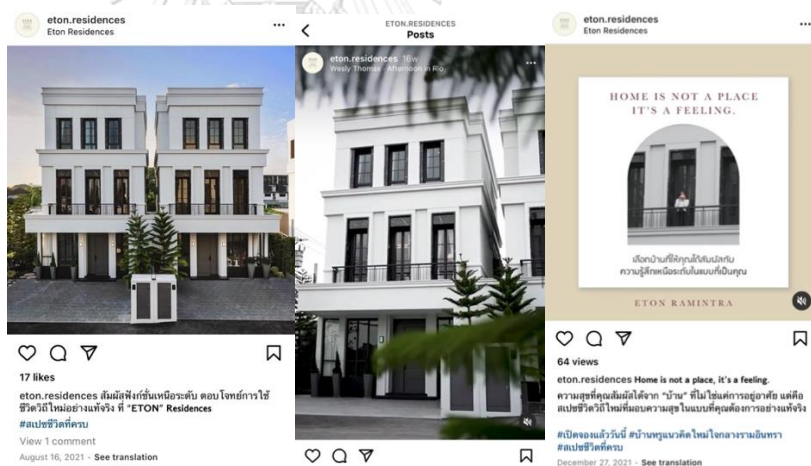 eton.residences
Eton Residences
17 likes
eton.residences สัมผัสฟังก์ชั่นเหนือระดับ ตอบโจทย์การใช้
ชีวิตวิถีใหม่อย่างแท้จริง ที่ "ETON" Residences
#สเปซชีวิตที่ครบ
View 1 comment
August 16, 2021 · See translation
ETON.RESIDENCES
Posts
eton.residences 16w
Wesly Thomas · Afternoon in Rio
eton.residences
Eton Residences
HOME IS NOT A PLACE
IT'S A FEELING.
เลือกบ้านที่ให้คุณได้สัมผัสกับ
ความรู้สึกเหนือระดับในแบบที่เป็นคุณ
ETON RAMINTRA
64 views
eton.residences Home is not a place, it's a feeling.
ความสุขที่คุณสัมผัสได้จาก "บ้าน" ที่ไม่ใช่แค่การอยู่อาศัย แต่คือ
สเปซชีวิตวิถีใหม่ที่มอบความสุขในแบบที่คุณต้องการอย่างแท้จริง
#เปิดจองแล้ววันนี้ #บ้านหรูแนวคิดใหม่ใจกลางรามอินทรา
#สเปซชีวิตที่ครบ
December 27, 2021 · See translation